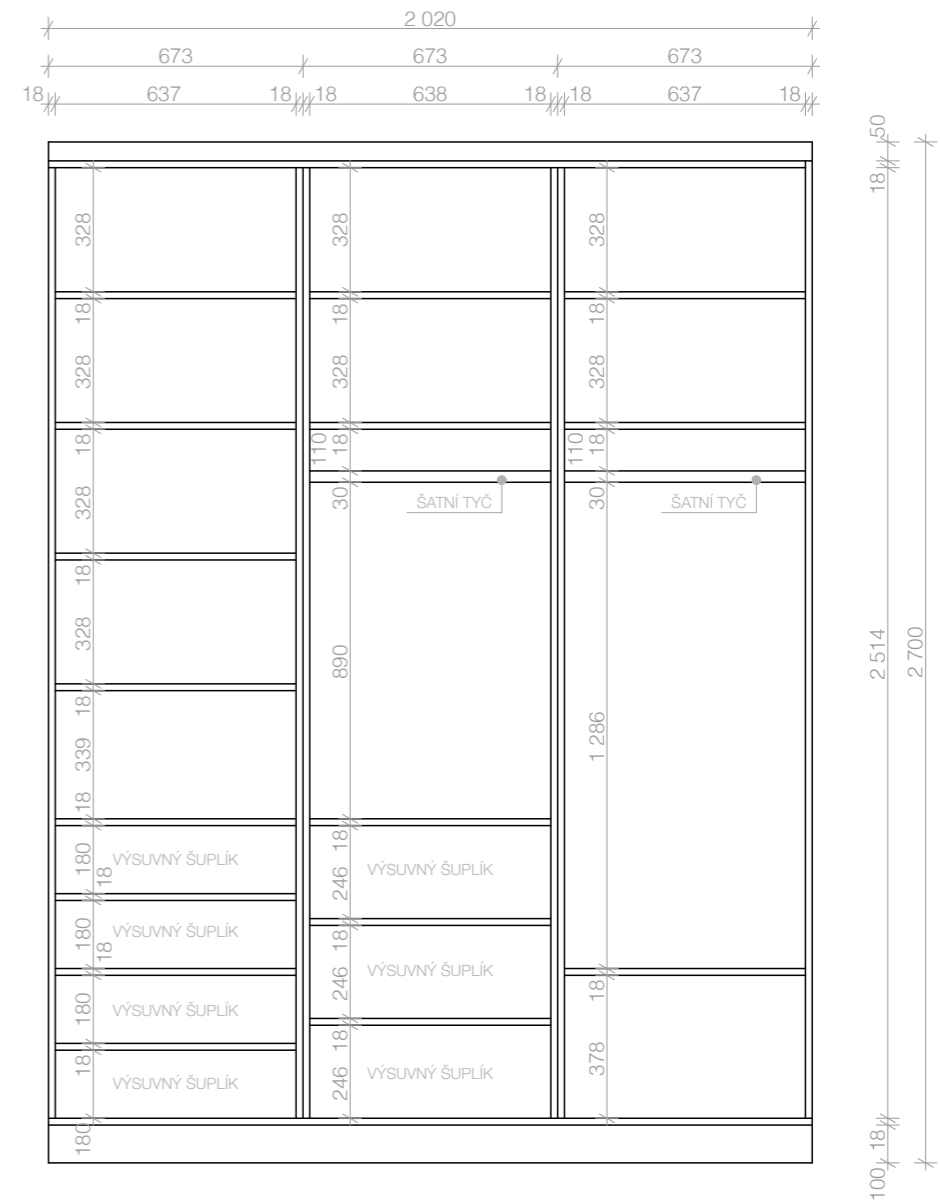 2 020
673 673 673
18 637 18 18 638 18 18 637 18
50
18
328 328 328
18 18 18
328 328 328
18 110 18 110 18
328 30 30
ŠATNÍ TYČ ŠATNÍ TYČ
18
328 890 2 514 2 700
18
339 1 286
18
180 VÝSUVNÝ ŠUPLÍK 18
18 246 VÝSUVNÝ ŠUPLÍK
180 VÝSUVNÝ ŠUPLÍK 18
18 246 VÝSUVNÝ ŠUPLÍK 18
180 VÝSUVNÝ ŠUPLÍK
18 18 378
VÝSUVNÝ ŠUPLÍK 246 VÝSUVNÝ ŠUPLÍK
180 18
100